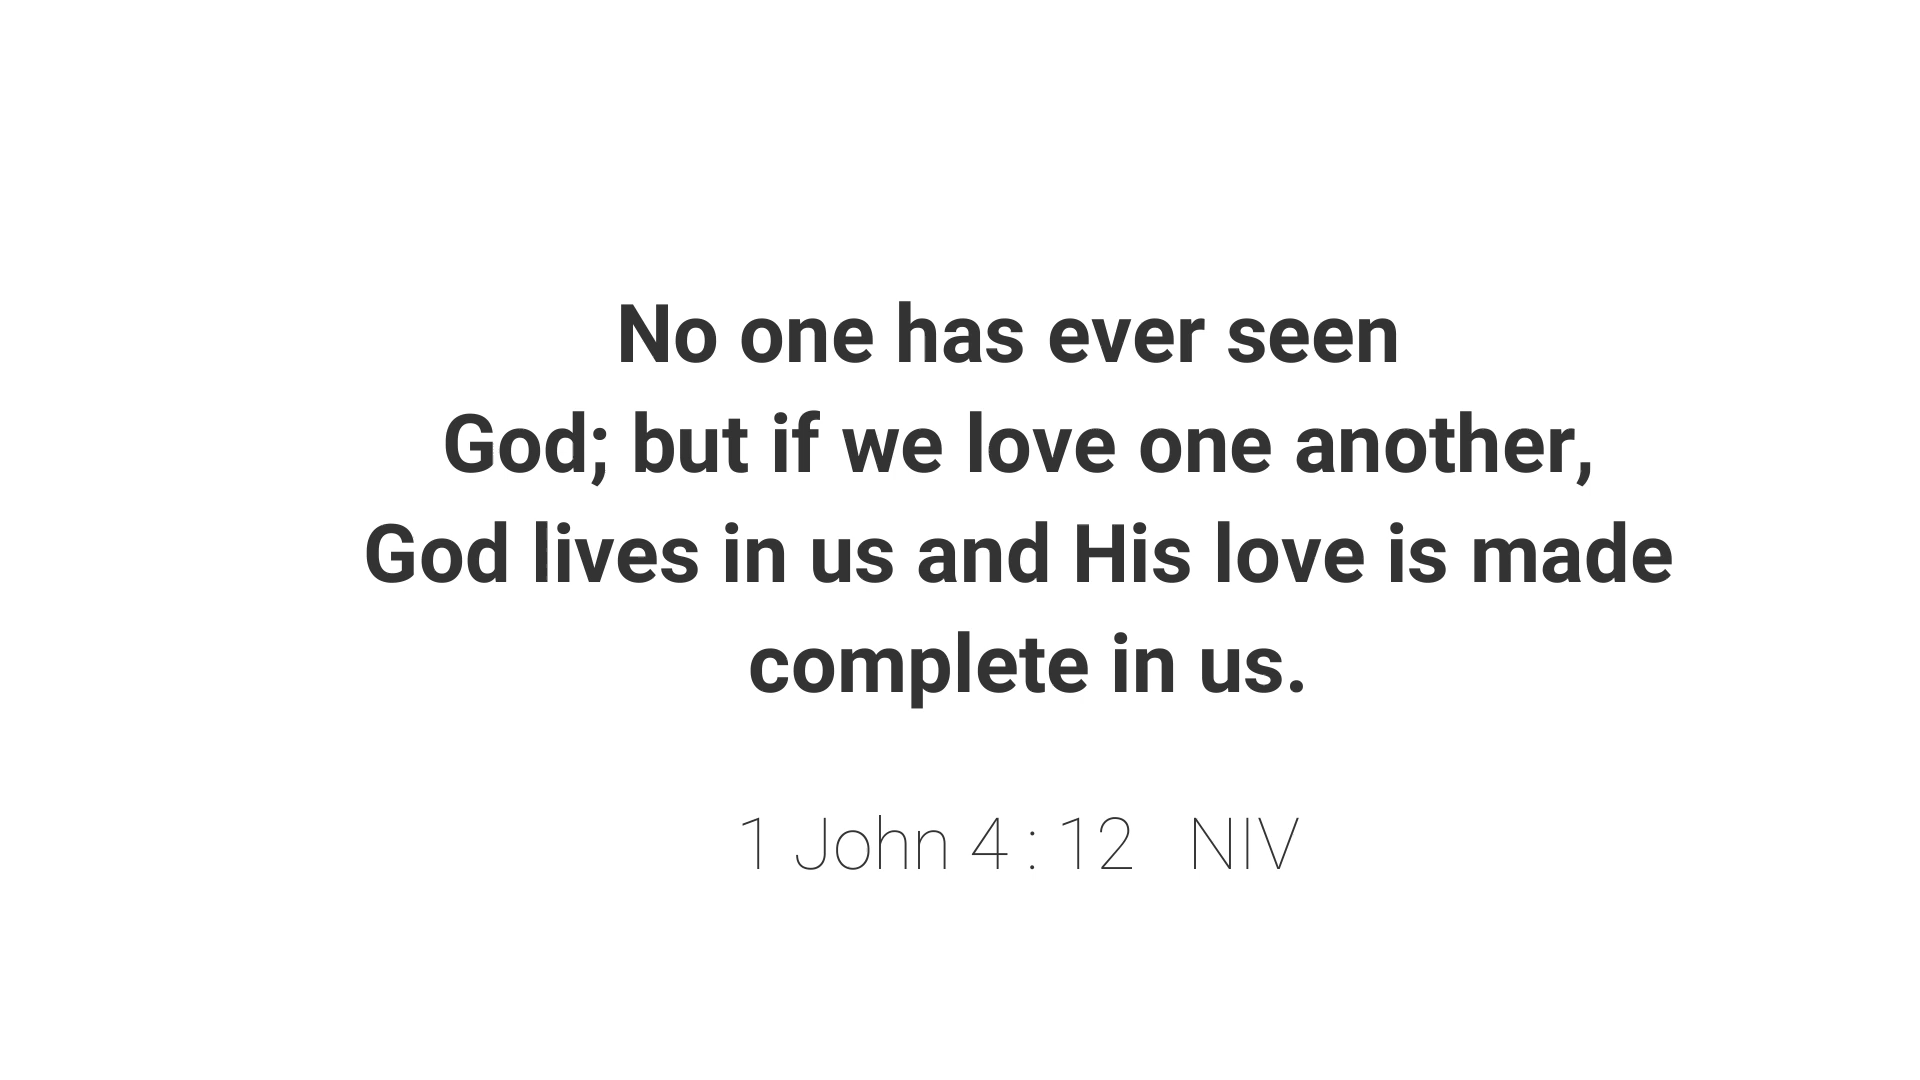 No one has ever seen
God; but if we love one another,
God lives in us and His love is made
complete in us.
1 John 4 : 12 NIV